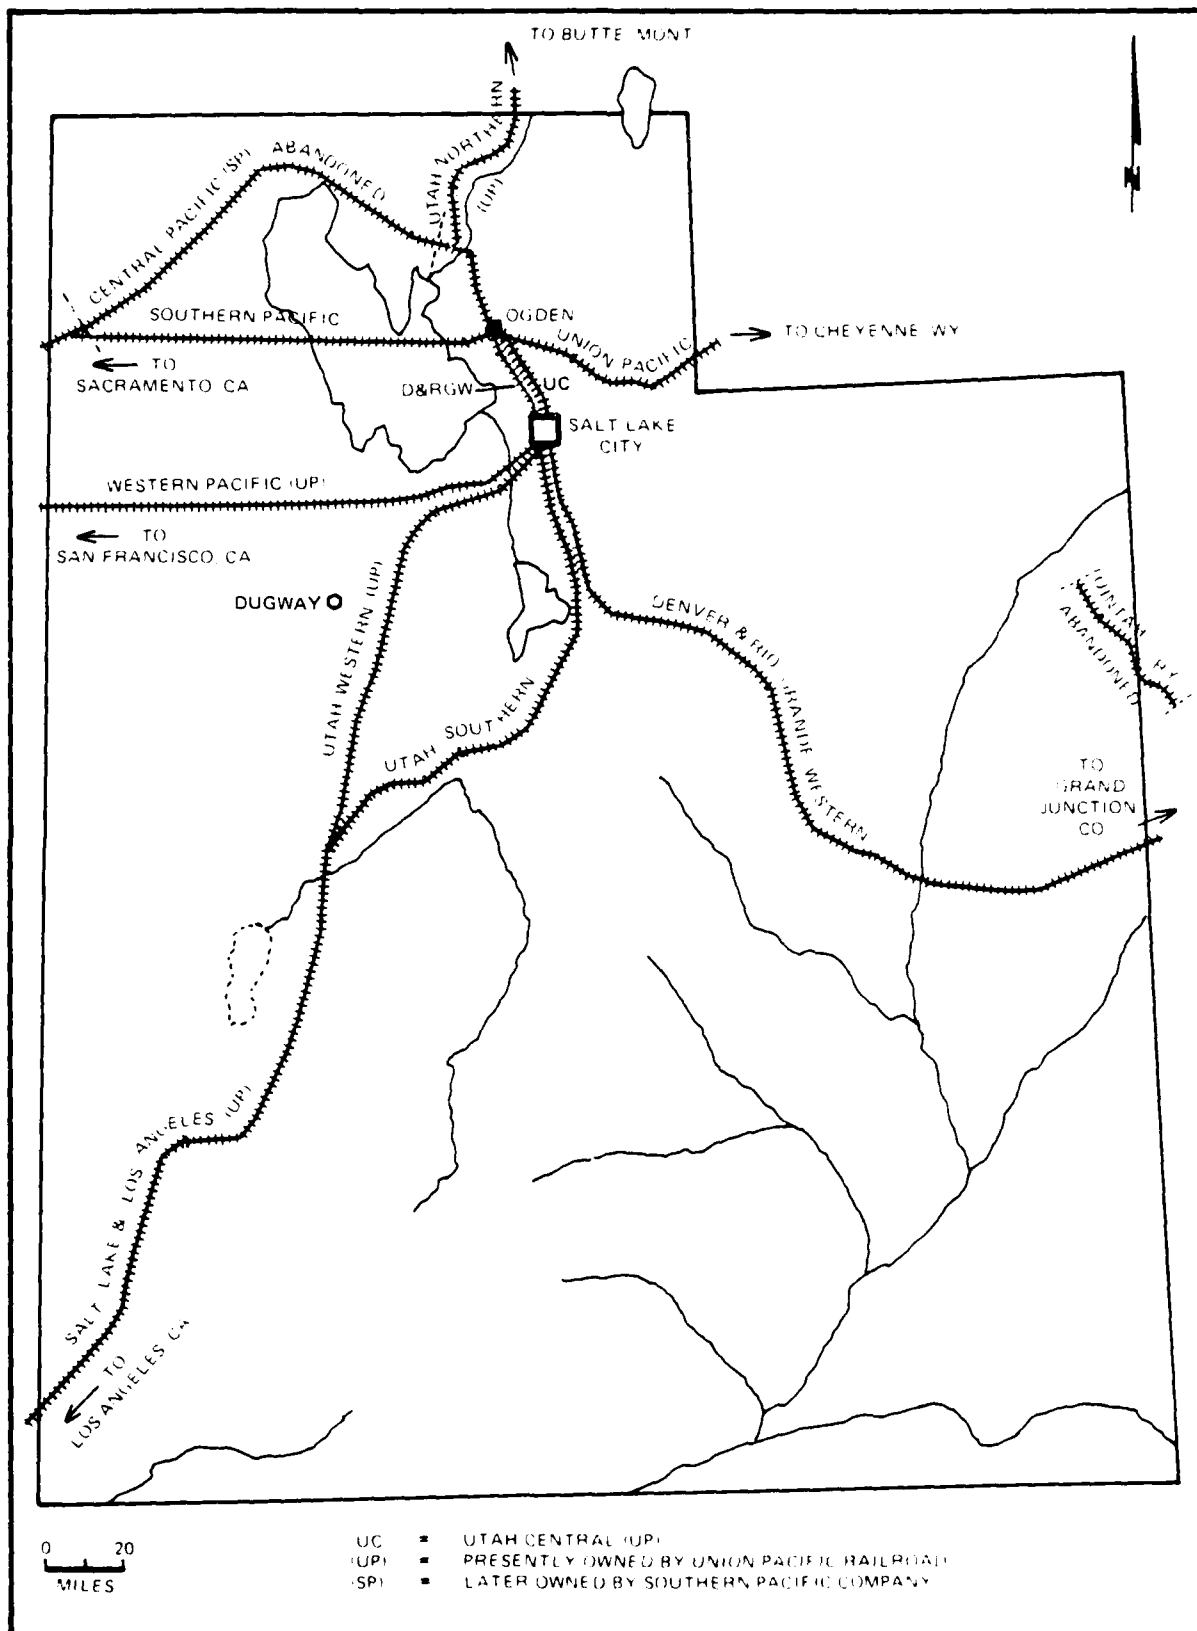 TO BUTTE MONT
UTAH NORTHERN
(UP)
CENTRAL PACIFIC (SP) ABANDONED
SOUTHERN PACIFIC
OGDEN
UNION PACIFIC
TO CHEYENNE WY
TO
SACRAMENTO CA
D&RGW
UC
SALT LAKE
CITY
WESTERN PACIFIC (UP)
TO
SAN FRANCISCO, CA
DUGWAY
UTAH WESTERN (UP)
DENVER & RIO GRANDE WESTERN
UINTAH RY
ABANDONED
UTAH SOUTHERN
TO
GRAND
JUNCTION
CO
SALT LAKE & LOS ANGELES (UP)
TO
LOS ANGELES CA
N
0 20
MILES
UC = UTAH CENTRAL (UP)
(UP) = PRESENTLY OWNED BY UNION PACIFIC RAILROAD
(SP) = LATER OWNED BY SOUTHERN PACIFIC COMPANY